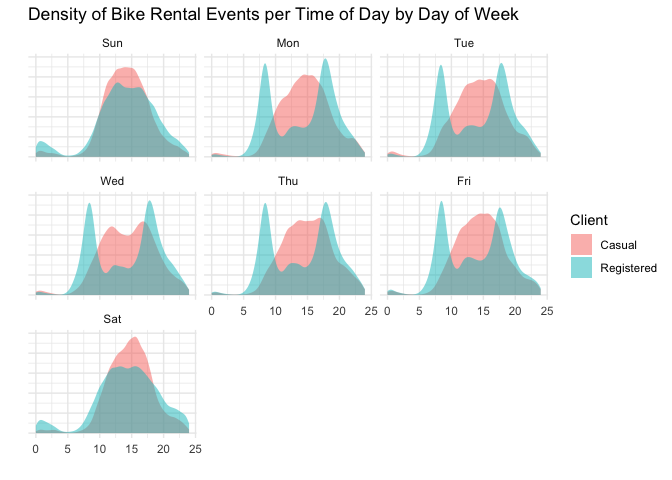 Density of Bike Rental Events per Time of Day by Day of Week
Sun Mon Tue
Wed Thu Fri
0 5 10 15 20 25 0 5 10 15 20 25
Sat
0 5 10 15 20 25
Client
Casual
Registered